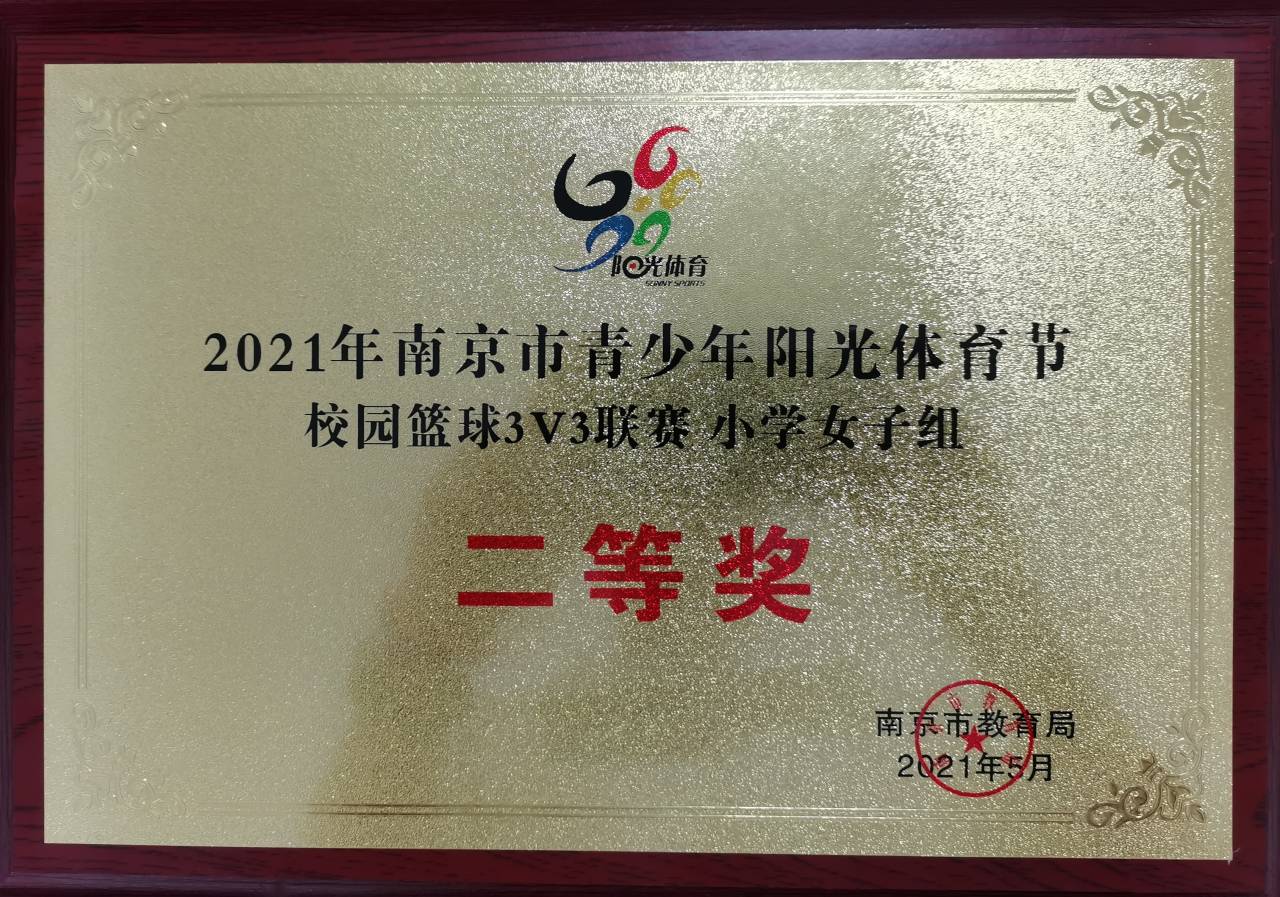 阳光体育
SUNNY SPORTS
2021年南京市青少年阳光体育节
校园篮球3V3联赛 小学女子组
二等奖
南京市教育局
2021年5月